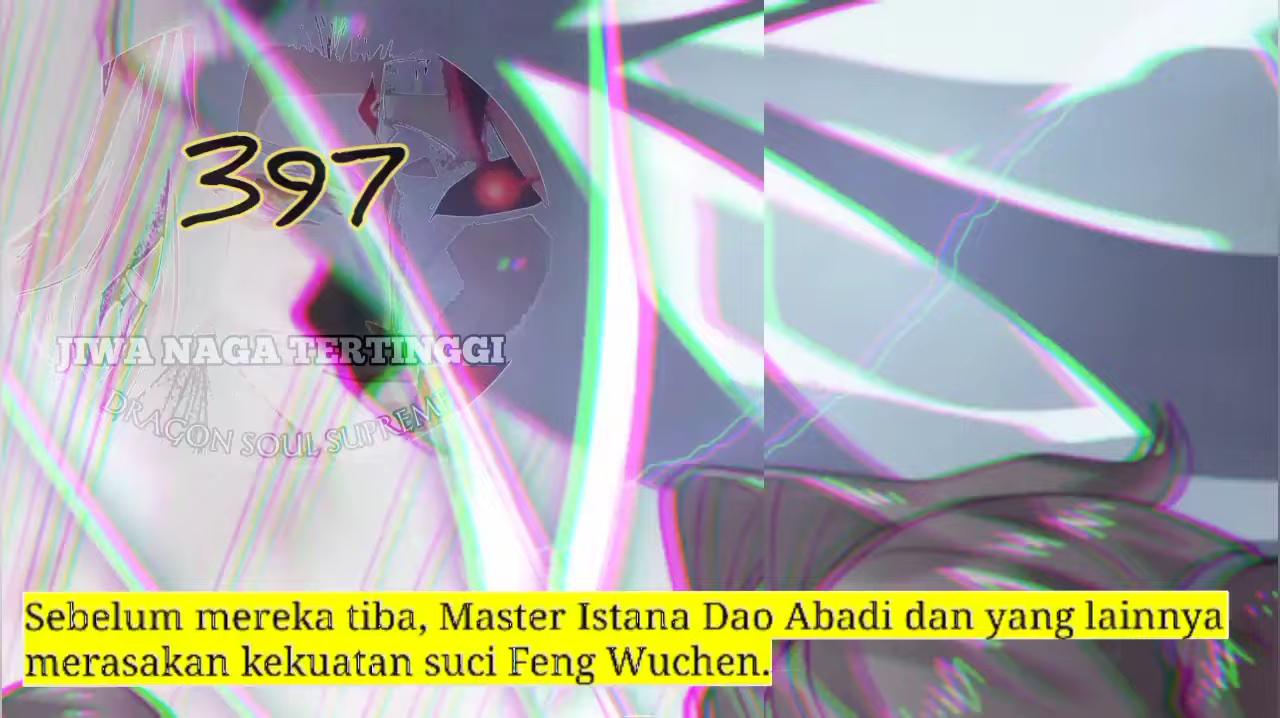 397
JIWA NAGA TERTINGGI
DRAGON SOUL SUPREME
Sebelum mereka tiba, Master Istana Dao Abadi dan yang lainnya
merasakan kekuatan suci Feng Wuchen.